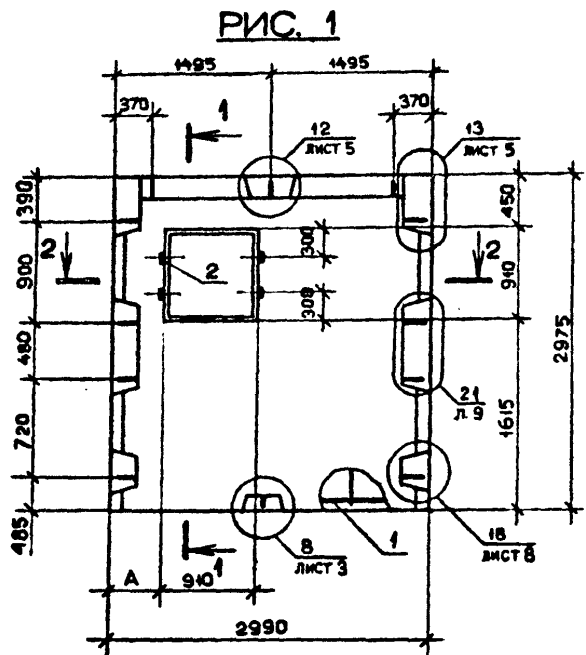 РИС. 1
1495 1495
370 370
1 12 13
ЛИСТ 5 ЛИСТ 5
390 450
300
2 2 2
900 910
300
480 2975
21
Л. 9
720 1615
1 18
ЛИСТ 8
485
8
ЛИСТ 3
1
А 910
2990